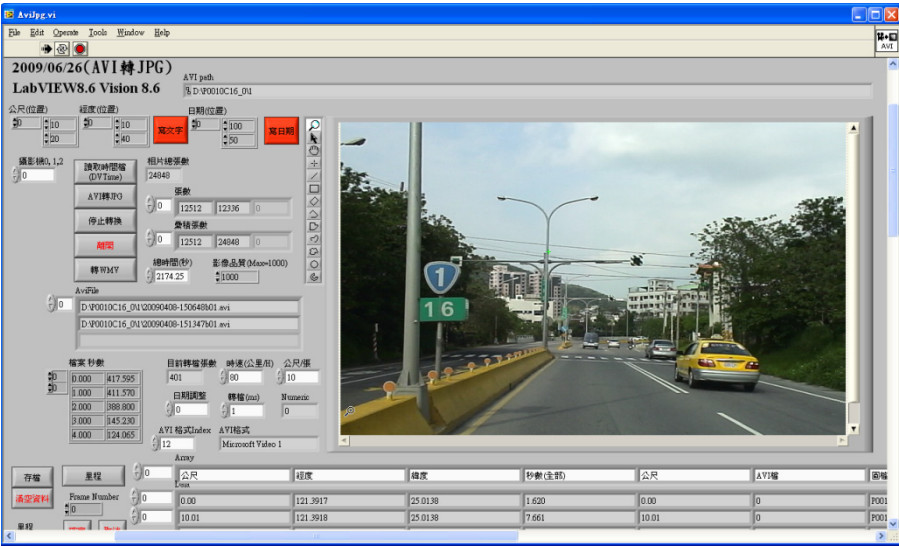 AviJpg.vi
File Edit Operate Tools Window Help
AVI
2009/06/26(AVI 轉 JPG)
LabVIEW8.6 Vision 8.6
AVI path
D:\P0010C16_0\1
公尺(位置) 經度(位置) 日期(位置)
0 10 0 10 寫文字 0 100 寫日期
20 40 50
攝影機0, 1,2
0
讀取時間檔
(DVTime)
相片總張數
24848
AVI轉JPG
張數
0 12512 12336 0
停止轉換
累積張數
0 12512 24848 0
離開
總時間(秒) 影像品質(Max=1000)
轉WMV 2174.25 1000
AviFile
0 D:\P0010C16_0\1\20090408-150648b01.avi
D:\P0010C16_0\1\20090408-151347b01.avi
1
16
檔案 秒數
0 0.000 417.595
0 1.000 411.570
2.000 388.800
3.000 145.230
4.000 124.065
目前轉檔張數 時速(公里/H) 公尺/張
401 80 10
日期調整 轉檔(ms) Numeric
0 1 0
AVI 格式Index AVI格式
12 Microsoft Video 1
Array
存檔 里程 0 公尺 經度 緯度 秒數(全部) 公尺 AVI檔 圖檔
清空資料 Frame Number 0 0.00 121.3917 25.0138 1.620 0.00 0 P001
0
0 10.01 121.3918 25.0138 7.661 10.01 0 P001
里程